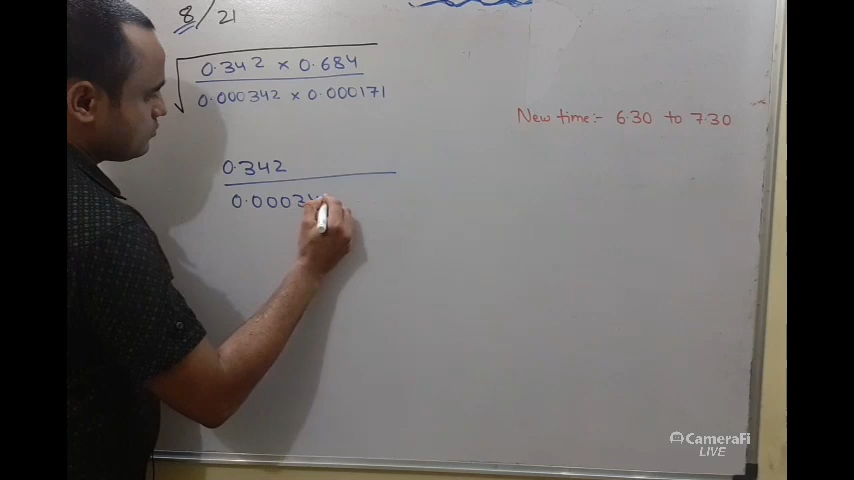 8/21
√ 0.342 × 0.684
0.000342 × 0.000171
New time:- 6.30 to 7.30
0.342
0.00034
CameraFi
LIVE